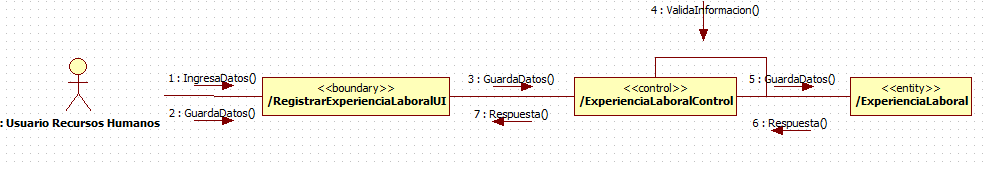 4 : ValidaInformacion()
1 : IngresaDatos()
3 : GuardaDatos()
5 : GuardaDatos()
<<boundary>>
/RegistrarExperienciaLaboralUI
<<control>>
/ExperienciaLaboralControl
<<entity>>
/ExperienciaLaboral
2 : GuardaDatos()
7 : Respuesta()
6 : Respuesta()
: Usuario Recursos Humanos